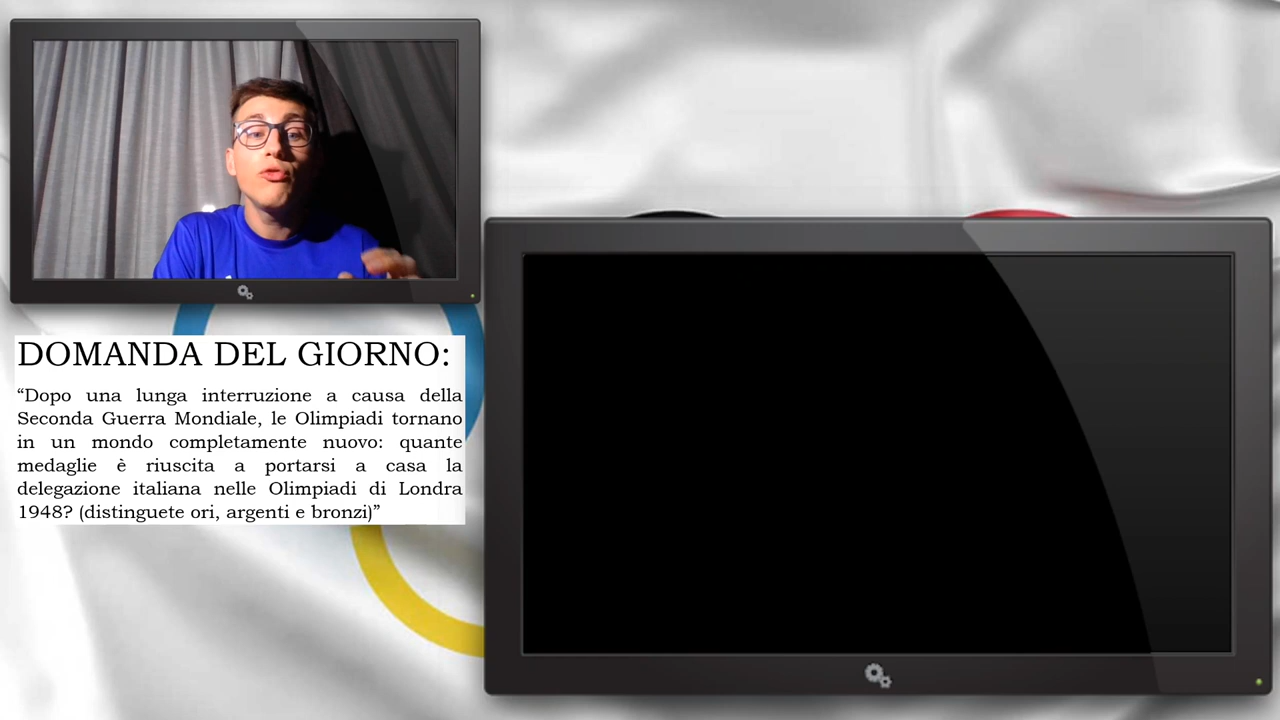 DOMANDA DEL GIORNO:
“Dopo una lunga interruzione a causa della
Seconda Guerra Mondiale, le Olimpiadi tornano
in un mondo completamente nuovo: quante
medaglie è riuscita a portarsi a casa la
delegazione italiana nelle Olimpiadi di Londra
1948? (distinguete ori, argenti e bronzi)”